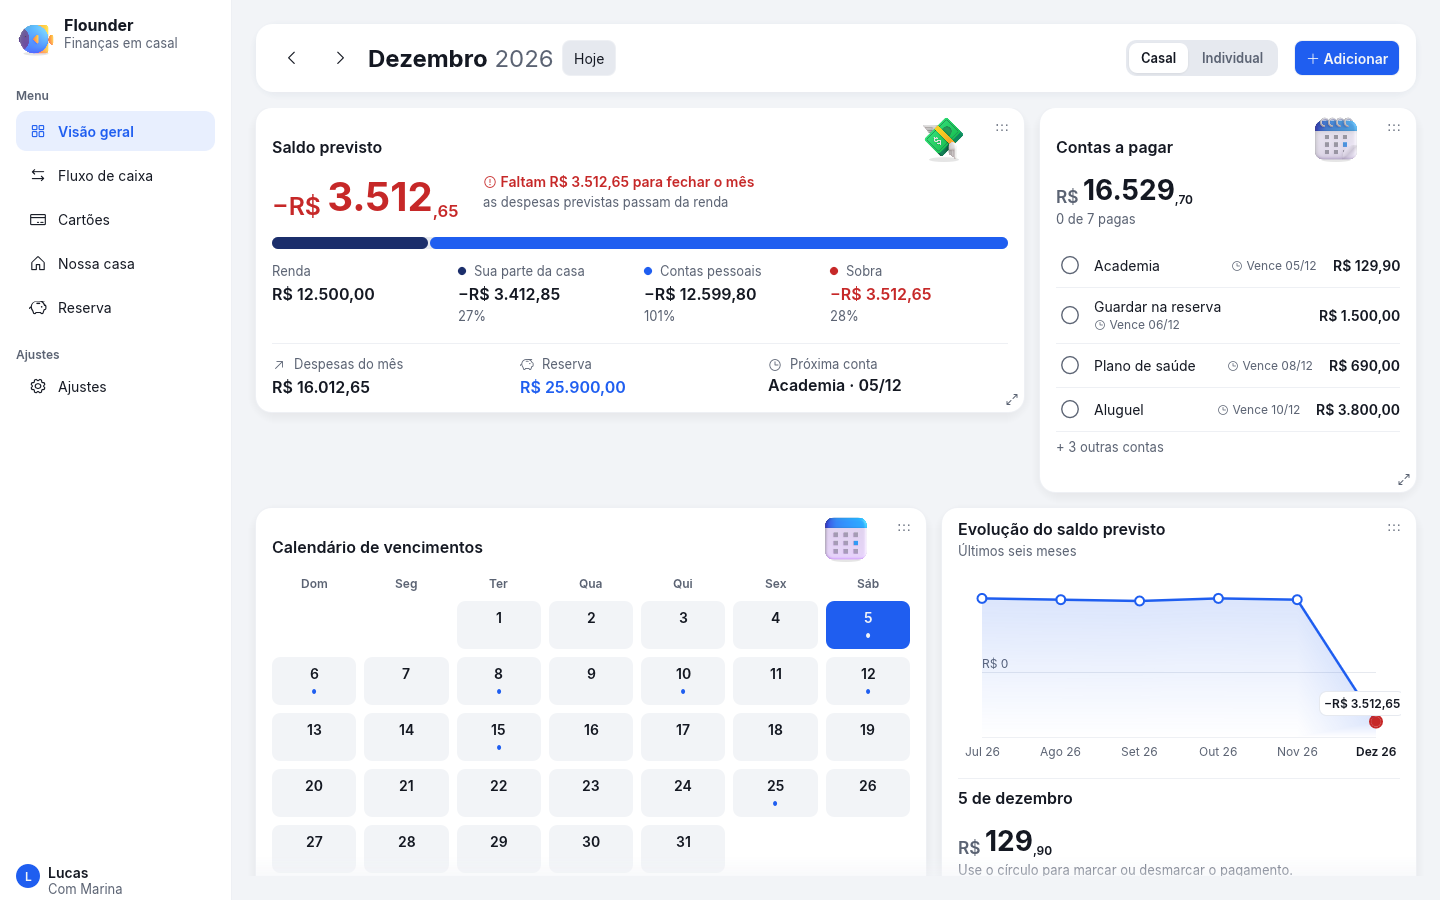 Flounder
Finanças em casal
Menu
Visão geral
Fluxo de caixa
Cartões
Nossa casa
Reserva
Ajustes
Ajustes
L
Lucas
Com Marina
Dezembro 2026
Hoje
Casal
Individual
+ Adicionar
Saldo previsto
−R$ 3.512,65
Faltam R$ 3.512,65 para fechar o mês
as despesas previstas passam da renda
Renda
R$ 12.500,00
Sua parte da casa
−R$ 3.412,85
27%
Contas pessoais
−R$ 12.599,80
101%
Sobra
−R$ 3.512,65
28%
Despesas do mês
R$ 16.012,65
Reserva
R$ 25.900,00
Próxima conta
Academia · 05/12
Contas a pagar
R$ 16.529,70
0 de 7 pagas
Academia
Vence 05/12
R$ 129,90
Guardar na reserva
Vence 06/12
R$ 1.500,00
Plano de saúde
Vence 08/12
R$ 690,00
Aluguel
Vence 10/12
R$ 3.800,00
+ 3 outras contas
Calendário de vencimentos
Dom Seg Ter Qua Qui Sex Sáb
1 2 3 4 5
6 7 8 9 10 11 12
13 14 15 16 17 18 19
20 21 22 23 24 25 26
27 28 29 30 31
Evolução do saldo previsto
Últimos seis meses
R$ 0
−R$ 3.512,65
Jul 26 Ago 26 Set 26 Out 26 Nov 26 Dez 26
5 de dezembro
R$ 129,90
Use o círculo para marcar ou desmarcar o pagamento.